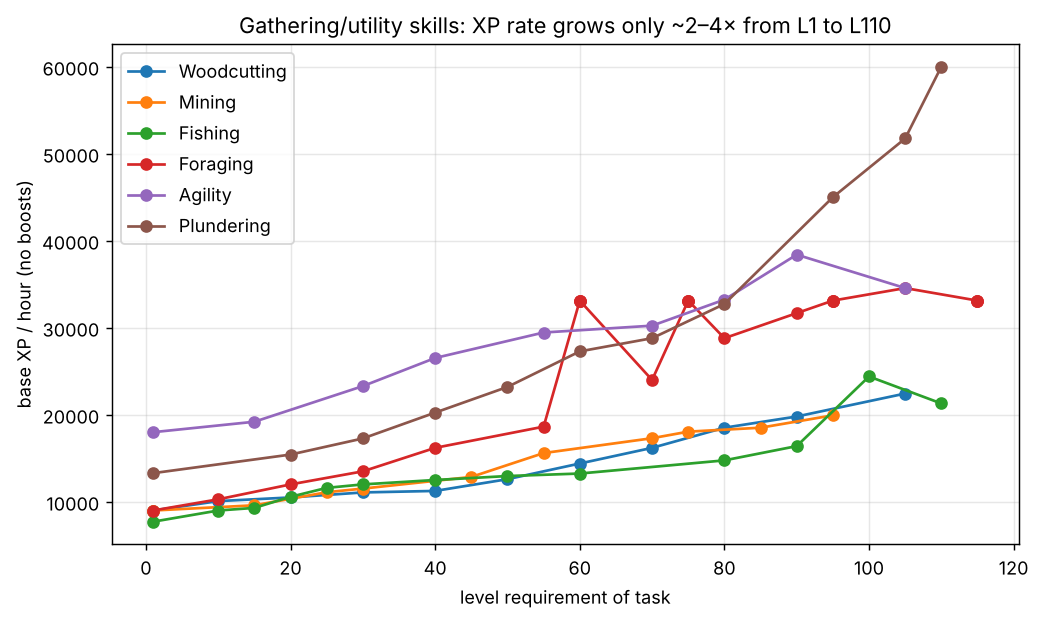 Gathering/utility skills: XP rate grows only ~2–4× from L1 to L110
Woodcutting
Mining
Fishing
Foraging
Agility
Plundering
60000
50000
40000
30000
20000
10000
base XP / hour (no boosts)
0 20 40 60 80 100 120
level requirement of task